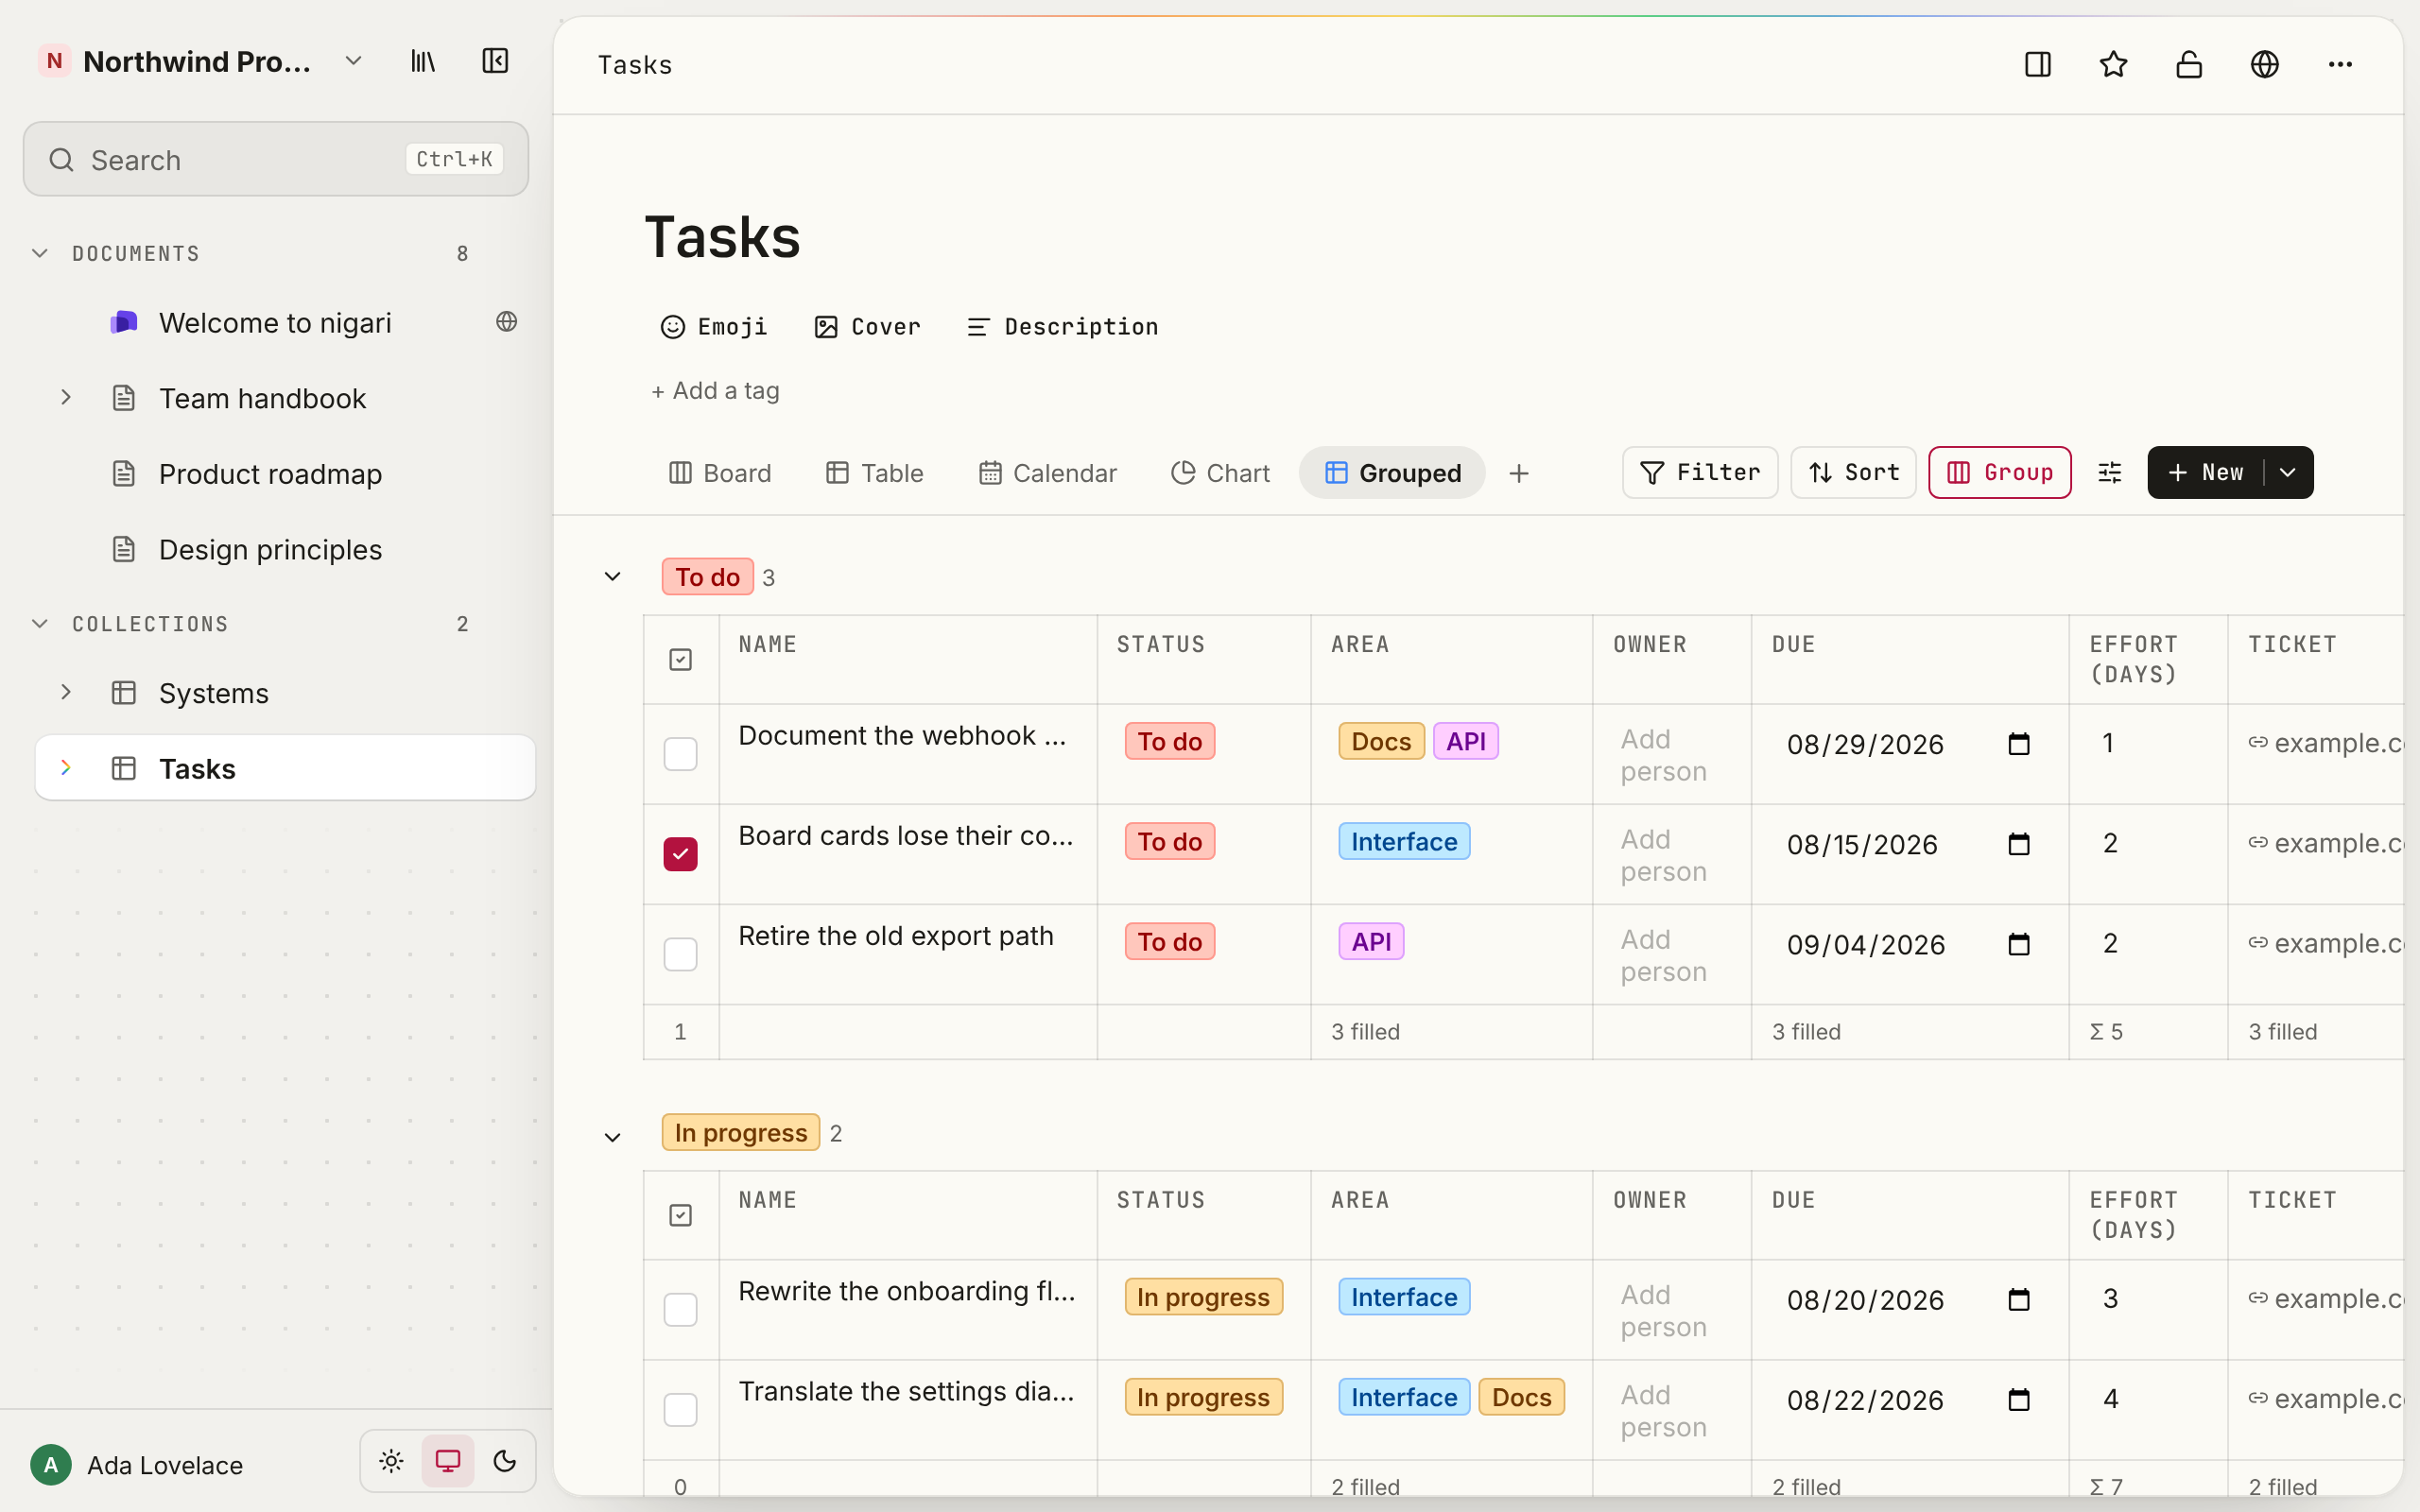 N Northwind Pro...
Search Ctrl+K
DOCUMENTS 8
Welcome to nigari
Team handbook
Product roadmap
Design principles
COLLECTIONS 2
Systems
Tasks
A Ada Lovelace
Tasks
Tasks
Emoji Cover Description
+ Add a tag
Board Table Calendar Chart Grouped + Filter Sort Group + New
To do 3
NAME STATUS AREA OWNER DUE EFFORT (DAYS) TICKET
Document the webhook ... To do Docs API Add person 08/29/2026 1 example.c
Board cards lose their co... To do Interface Add person 08/15/2026 2 example.c
Retire the old export path To do API Add person 09/04/2026 2 example.c
1 3 filled 3 filled Σ 5 3 filled
In progress 2
NAME STATUS AREA OWNER DUE EFFORT (DAYS) TICKET
Rewrite the onboarding fl... In progress Interface Add person 08/20/2026 3 example.c
Translate the settings dia... In progress Interface Docs Add person 08/22/2026 4 example.c
0 2 filled 2 filled Σ 7 2 filled